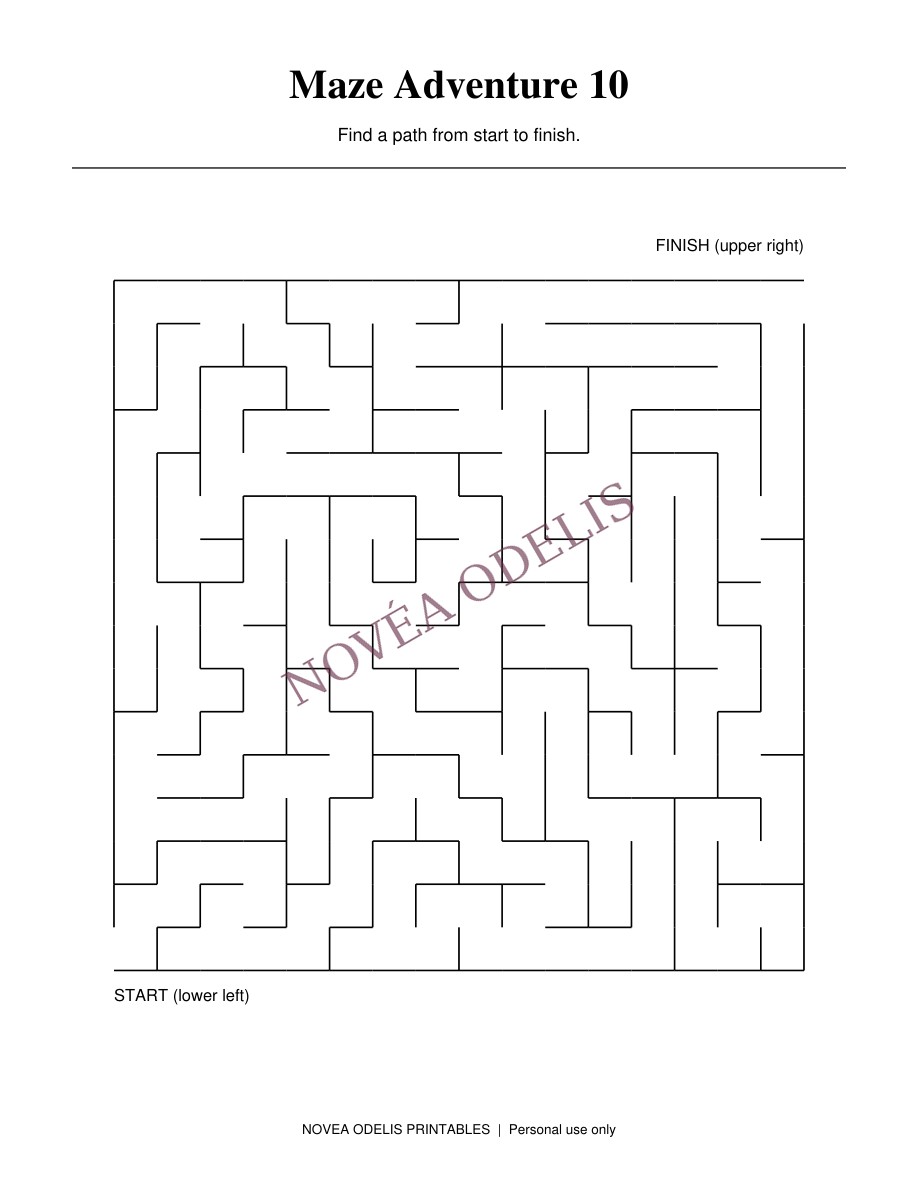 Maze Adventure 10
Find a path from start to finish.
FINISH (upper right)
NOVÉA ODELIS
START (lower left)
NOVEA ODELIS PRINTABLES | Personal use only